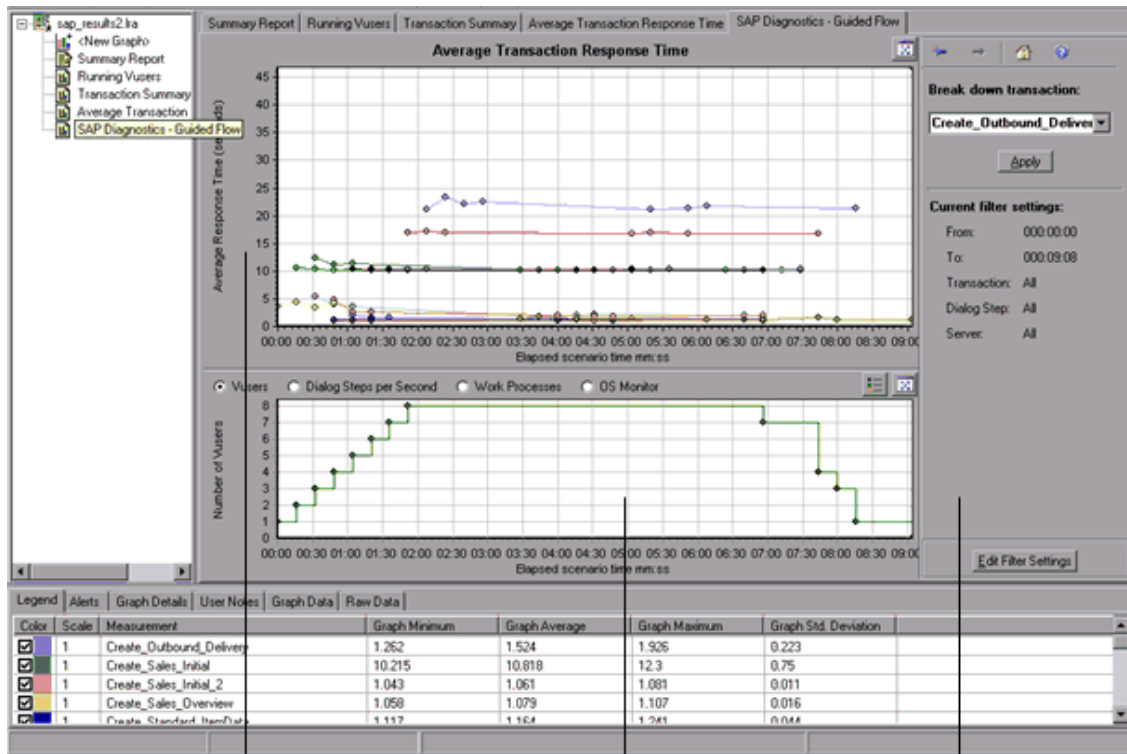 sap_results2.lra
<New Graph>
Summary Report
Running Vusers
Transaction Summary
Average Transaction
SAP Diagnostics - Guided Flow
Summary Report
Running Vusers
Transaction Summary
Average Transaction Response Time
SAP Diagnostics - Guided Flow
Average Transaction Response Time
Average Response Time (seconds)
45
40
35
30
25
20
15
10
5
0
00:00 00:30 01:00 01:30 02:00 02:30 03:00 03:30 04:00 04:30 05:00 05:30 06:00 06:30 07:00 07:30 08:00 08:30 09:00
Elapsed scenario time mm:ss
Vusers
Dialog Steps per Second
Work Processes
OS Monitor
Number of Vusers
8
7
6
5
4
3
2
1
00:00 00:30 01:00 01:30 02:00 02:30 03:00 03:30 04:00 04:30 05:00 05:30 06:00 06:30 07:00 07:30 08:00 08:30 09:00
Elapsed scenario time mm:ss
Break down transaction:
Create_Outbound_Deliver
Apply
Current filter settings:
From: 000:00:00
To: 000:09:08
Transaction: All
Dialog Step: All
Server: All
Edit Filter Settings
Legend
Alerts
Graph Details
User Notes
Graph Data
Raw Data
Color Scale Measurement Graph Minimum Graph Average Graph Maximum Graph Std. Deviation
1 Create_Outbound_Delivery 1.262 1.524 1.926 0.223
1 Create_Sales_Initial 10.215 10.818 12.3 0.75
1 Create_Sales_Initial_2 1.043 1.061 1.081 0.011
1 Create_Sales_Overview 1.058 1.079 1.107 0.016
1 Create_Standard_ItemData 1.117 1.164 1.241 0.044